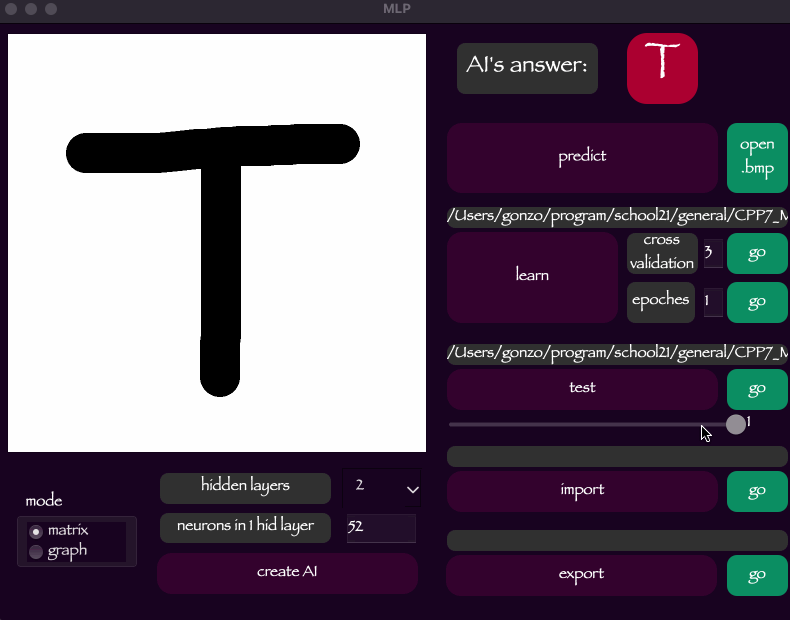 MLP
T
AI's answer:
T
predict
open
.bmp
/Users/gonzo/program/school21/general/CPP7_M
learn
cross
validation
3
go
epoches
1
go
/Users/gonzo/program/school21/general/CPP7_M
test
go
1
import
go
export
go
hidden layers
2
neurons in 1 hid layer
52
create AI
mode
matrix
graph